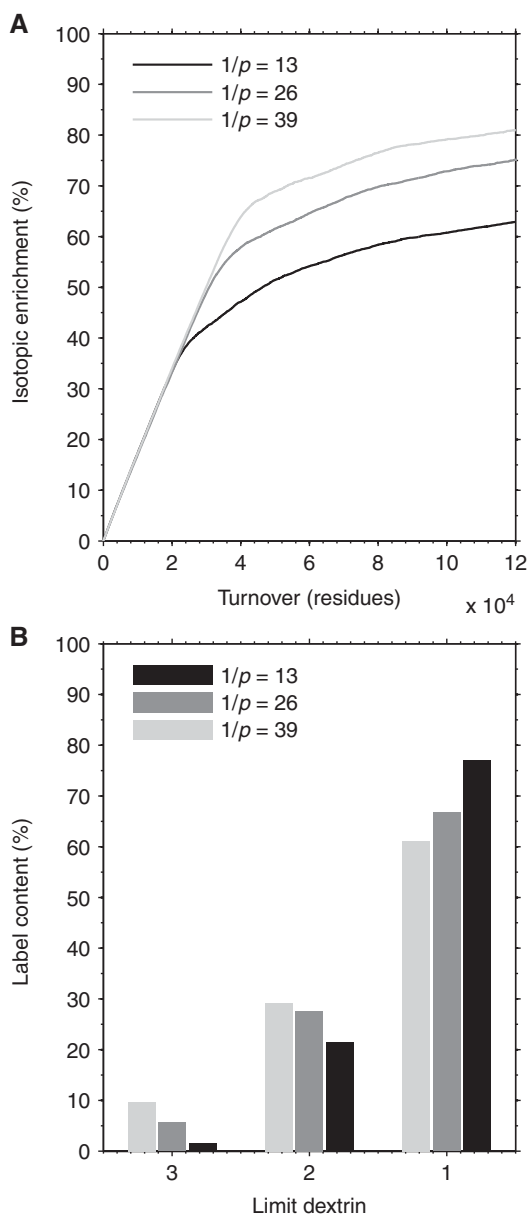 A
100
90
80
70
60
50
40
30
20
10
0
Isotopic enrichment (%)
1/p = 13
1/p = 26
1/p = 39
0 2 4 6 8 10 12
Turnover (residues)
x 10⁴
B
100
90
80
70
60
50
40
30
20
10
0
Label content (%)
1/p = 13
1/p = 26
1/p = 39
3 2 1
Limit dextrin